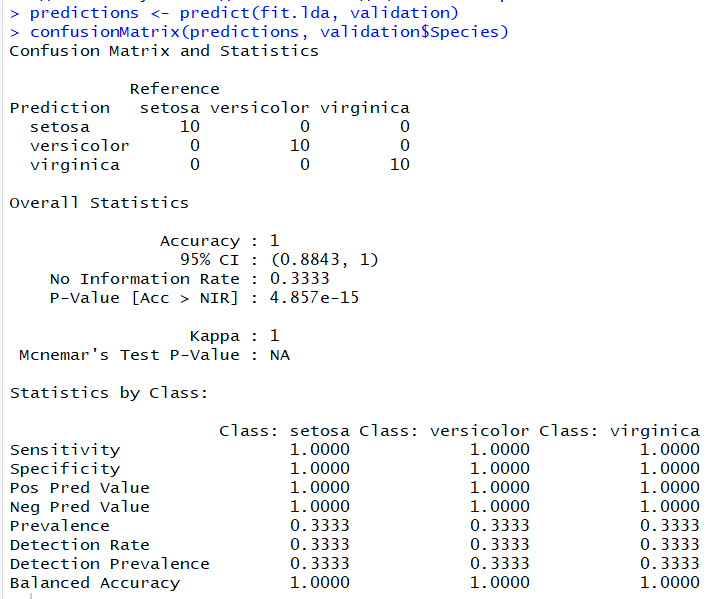 > predictions <- predict(fit.lda, validation)
> confusionMatrix(predictions, validation$Species)
Confusion Matrix and Statistics

            Reference
Prediction   setosa versicolor virginica
  setosa         10          0         0
  versicolor      0         10         0
  virginica       0          0        10

Overall Statistics

               Accuracy : 1
                 95% CI : (0.8843, 1)
    No Information Rate : 0.3333
    P-Value [Acc > NIR] : 4.857e-15

                  Kappa : 1
 Mcnemar's Test P-Value : NA

Statistics by Class:

                     Class: setosa Class: versicolor Class: virginica
Sensitivity                 1.0000            1.0000           1.0000
Specificity                 1.0000            1.0000           1.0000
Pos Pred Value              1.0000            1.0000           1.0000
Neg Pred Value              1.0000            1.0000           1.0000
Prevalence                  0.3333            0.3333           0.3333
Detection Rate              0.3333            0.3333           0.3333
Detection Prevalence        0.3333            0.3333           0.3333
Balanced Accuracy           1.0000            1.0000           1.0000